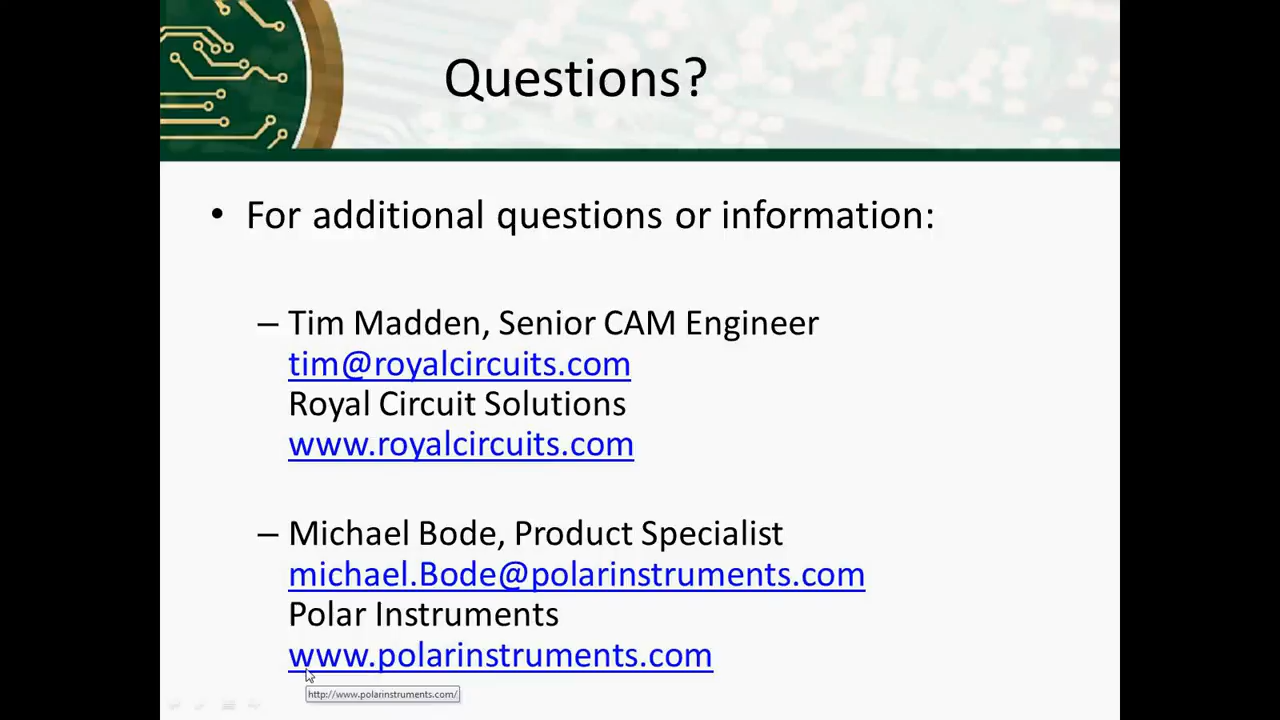 Questions?
• For additional questions or information:
– Tim Madden, Senior CAM Engineer
tim@royalcircuits.com
Royal Circuit Solutions
www.royalcircuits.com
– Michael Bode, Product Specialist
michael.Bode@polarinstruments.com
Polar Instruments
www.polarinstruments.com
http://www.polarinstruments.com/